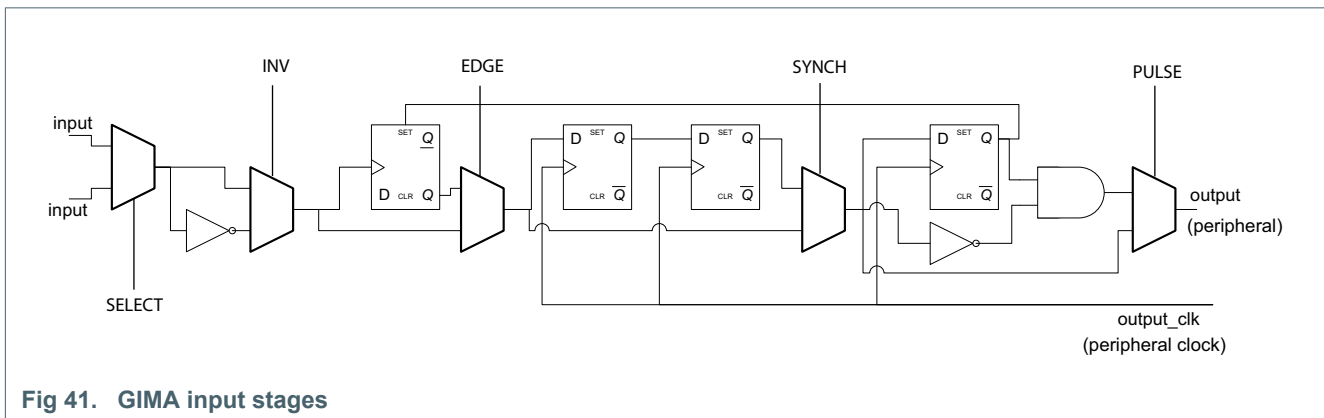 INV
EDGE
SYNCH
PULSE
input
input
SELECT
SET
Q
D
CLR
Q
D
SET
Q
CLR
Q
D
SET
Q
CLR
Q
D
SET
Q
CLR
Q
output
(peripheral)
output_clk
(peripheral clock)
Fig 41. GIMA input stages